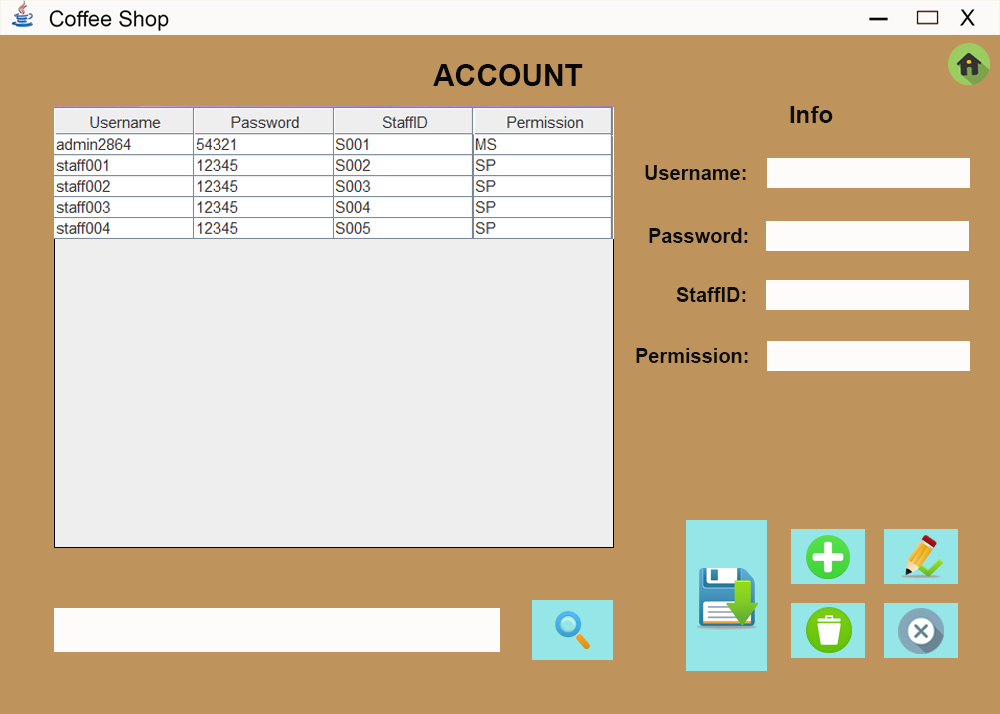 Coffee Shop
X
ACCOUNT
Info
Username Password StaffID Permission
admin2864 54321 S001 MS
staff001 12345 S002 SP
staff002 12345 S003 SP
staff003 12345 S004 SP
staff004 12345 S005 SP
Username:
Password:
StaffID:
Permission: